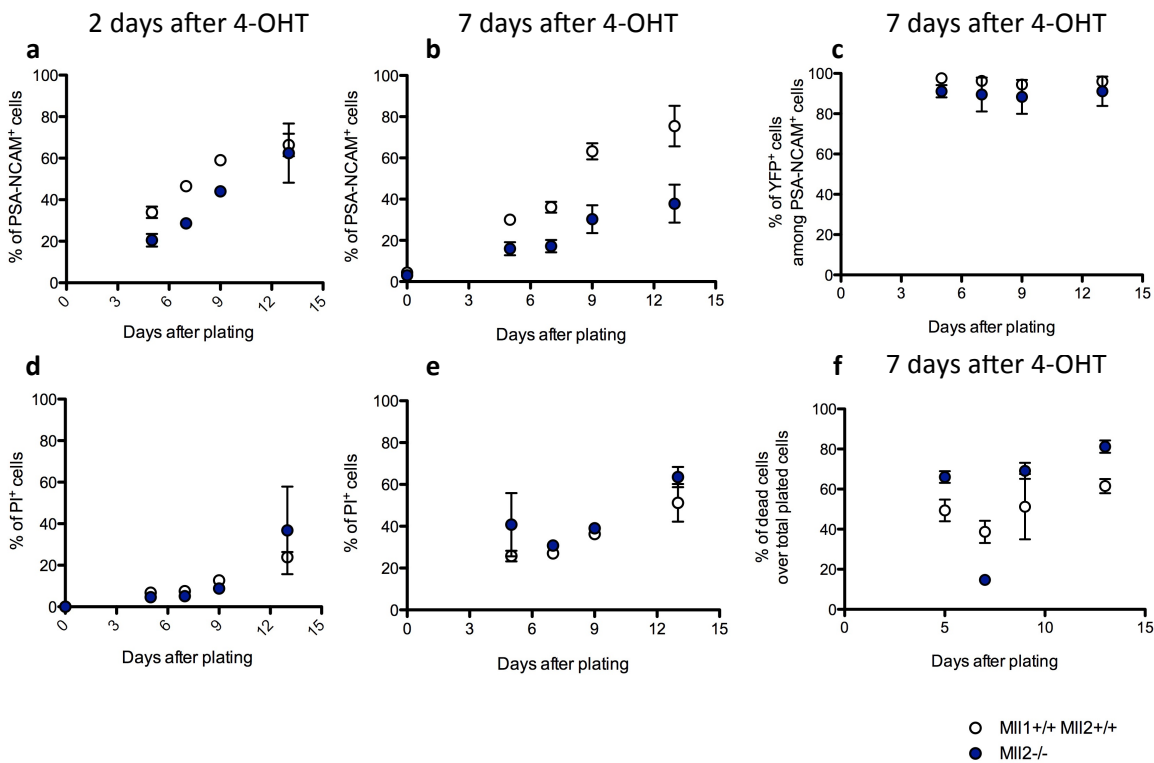 2 days after 4-OHT
7 days after 4-OHT
7 days after 4-OHT
a
b
c
% of PSA-NCAM⁺ cells
100
80
60
40
20
0
0
3
6
9
12
15
Days after plating
% of PSA-NCAM⁺ cells
100
80
60
40
20
0
0
3
6
9
12
15
Days after plating
% of YFP⁺ cells
among PSA-NCAM⁺ cells
100
80
60
40
20
0
0
3
6
9
12
15
Days after plating
d
e
f
7 days after 4-OHT
% of PI⁺ cells
100
80
60
40
20
0
0
3
6
9
12
15
Days after plating
% of PI⁺ cells
100
80
60
40
20
0
0
3
6
9
12
15
Days after plating
% of dead cells
over total plated cells
100
80
60
40
20
0
0
5
10
15
Days after plating
Mll1+/+ Mll2+/+
Mll2-/-